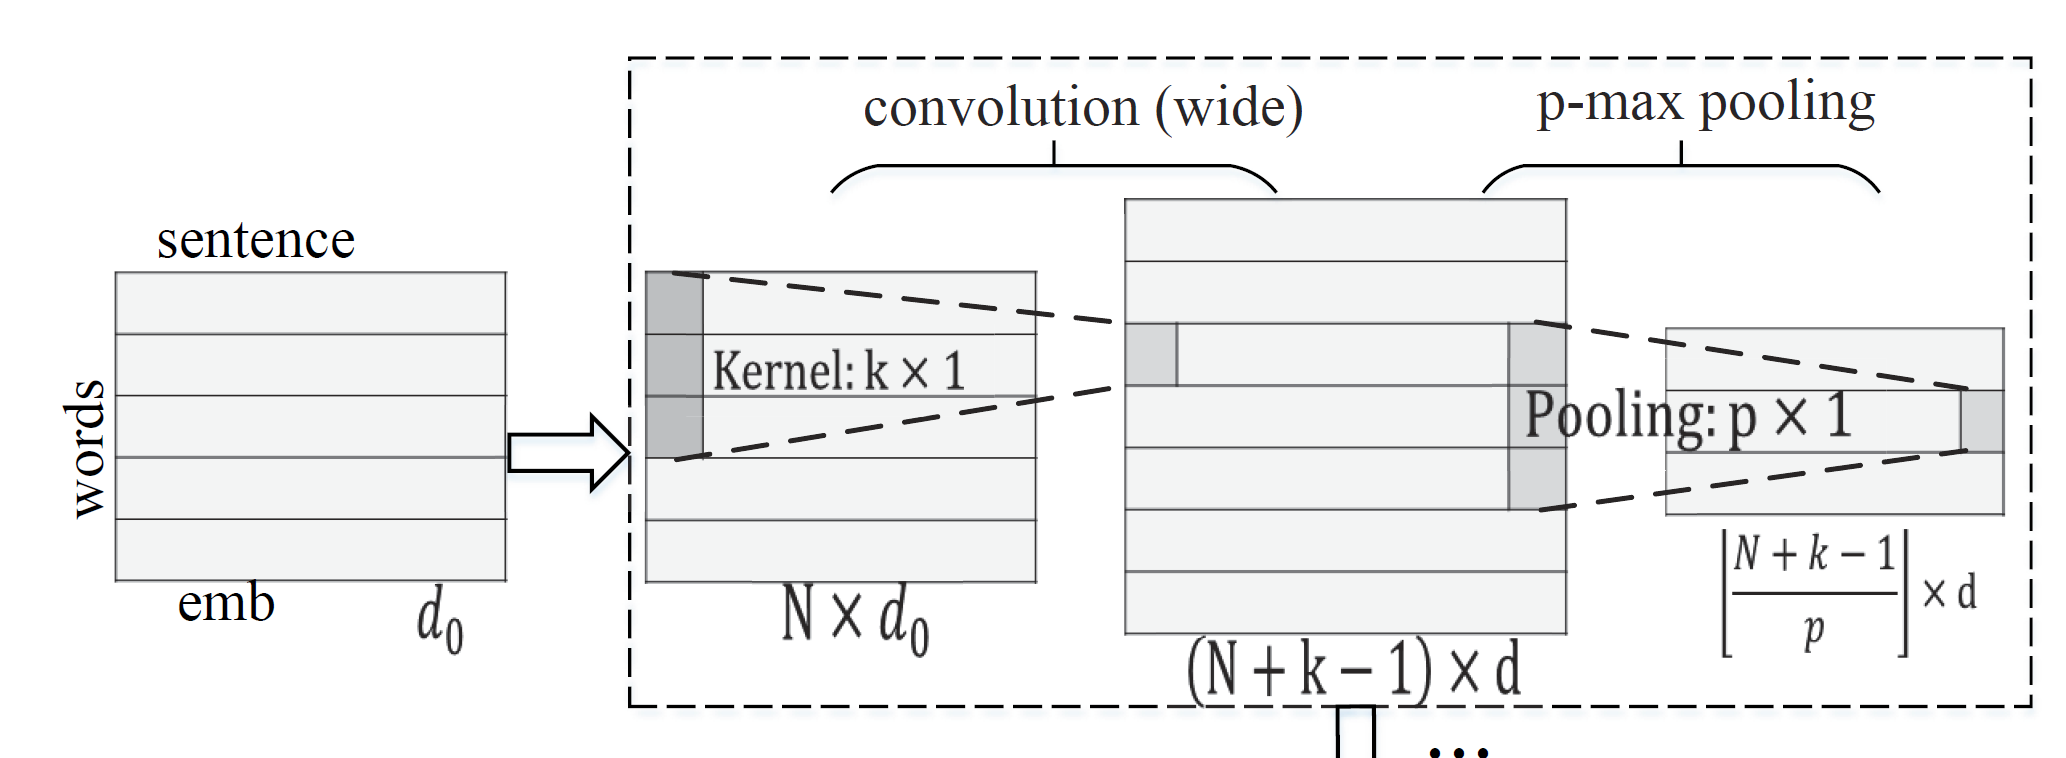 convolution (wide)
p-max pooling
sentence
words
emb
d₀
Kernel: k × 1
N × d₀
(N + k − 1) × d
Pooling: p × 1
⌊(N + k − 1)/p⌋ × d
...